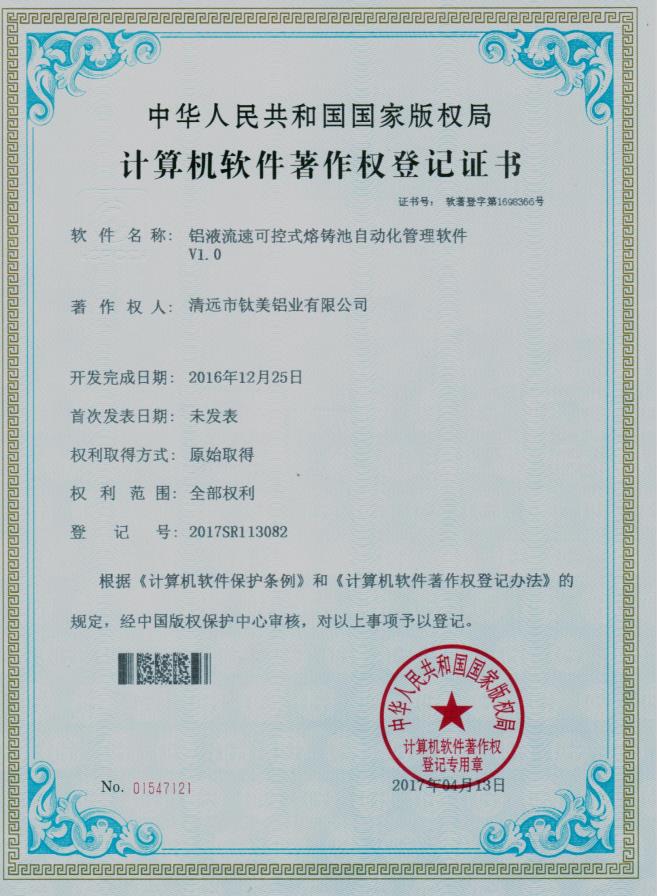 中华人民共和国国家版权局
计算机软件著作权登记证书
证书号： 软著登字第1698366号
软件名称： 铝液流速可控式熔铸池自动化管理软件
V1.0
著作权人： 清远市钛美铝业有限公司
开发完成日期： 2016年12月25日
首次发表日期： 未发表
权利取得方式： 原始取得
权利范围： 全部权利
登记号： 2017SR113082
根据《计算机软件保护条例》和《计算机软件著作权登记办法》的
规定，经中国版权保护中心审核，对以上事项予以登记。
中华人民共和国国家版权局
计算机软件著作权
登记专用章
No. 01547121
2017年04月13日